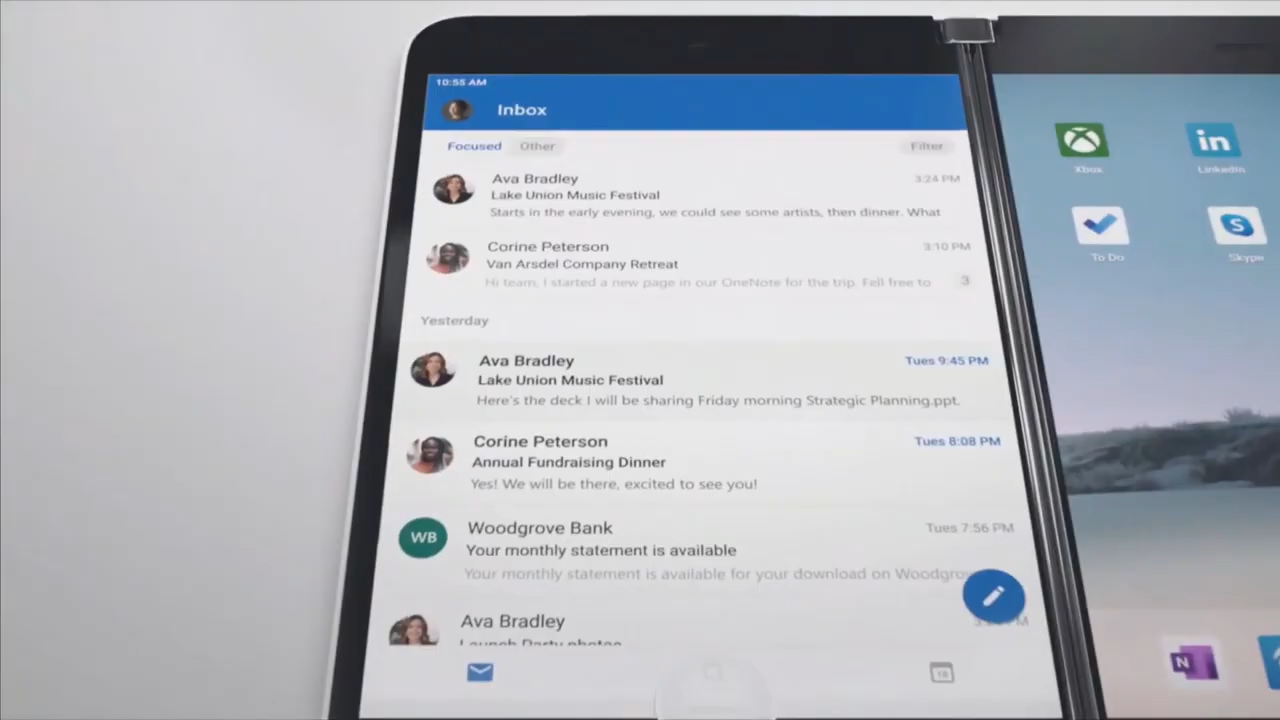 10:55 AM
Inbox
Focused
Other
Filter
Ava Bradley
3:24 PM
Lake Union Music Festival
Starts in the early evening, we could see some artists, then dinner. What
Corine Peterson
3:10 PM
Van Arsdel Company Retreat
Hi team, I started a new page in our OneNote for the trip. Fell free to
3
Yesterday
Ava Bradley
Tues 9:45 PM
Lake Union Music Festival
Here's the deck I will be sharing Friday morning Strategic Planning.ppt.
Corine Peterson
Tues 8:08 PM
Annual Fundraising Dinner
Yes! We will be there, excited to see you!
WB
Woodgrove Bank
Tues 7:56 PM
Your monthly statement is available
Your monthly statement is available for your download on Woodgro
Ava Bradley
PM
Launch Party photos
18
Xbox
in
LinkedIn
To Do
S
Skype
N